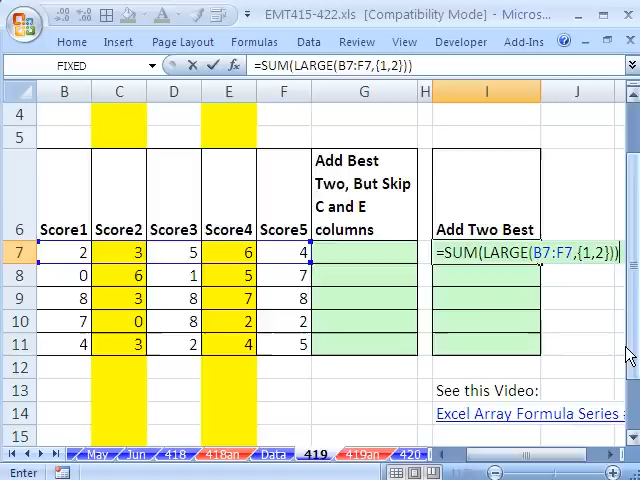 EMT415-422.xls [Compatibility Mode] - Micros...
Home Insert Page Layout Formulas Data Review View Developer Add-Ins
FIXED fx =SUM(LARGE(B7:F7,{1,2}))
B C D E F G H I J
4
5
6 Score1 Score2 Score3 Score4 Score5 Add Best
Two, But Skip
C and E
columns
Add Two Best
7 2 3 5 6 4 =SUM(LARGE(B7:F7,{1,2}))
8 0 6 1 5 7
9 8 3 8 7 8
10 7 0 8 2 2
11 4 3 2 4 5
12
13 See this Video:
14 Excel Array Formula Series
15
May Jun 418 418an Data 419 419an 420
Enter